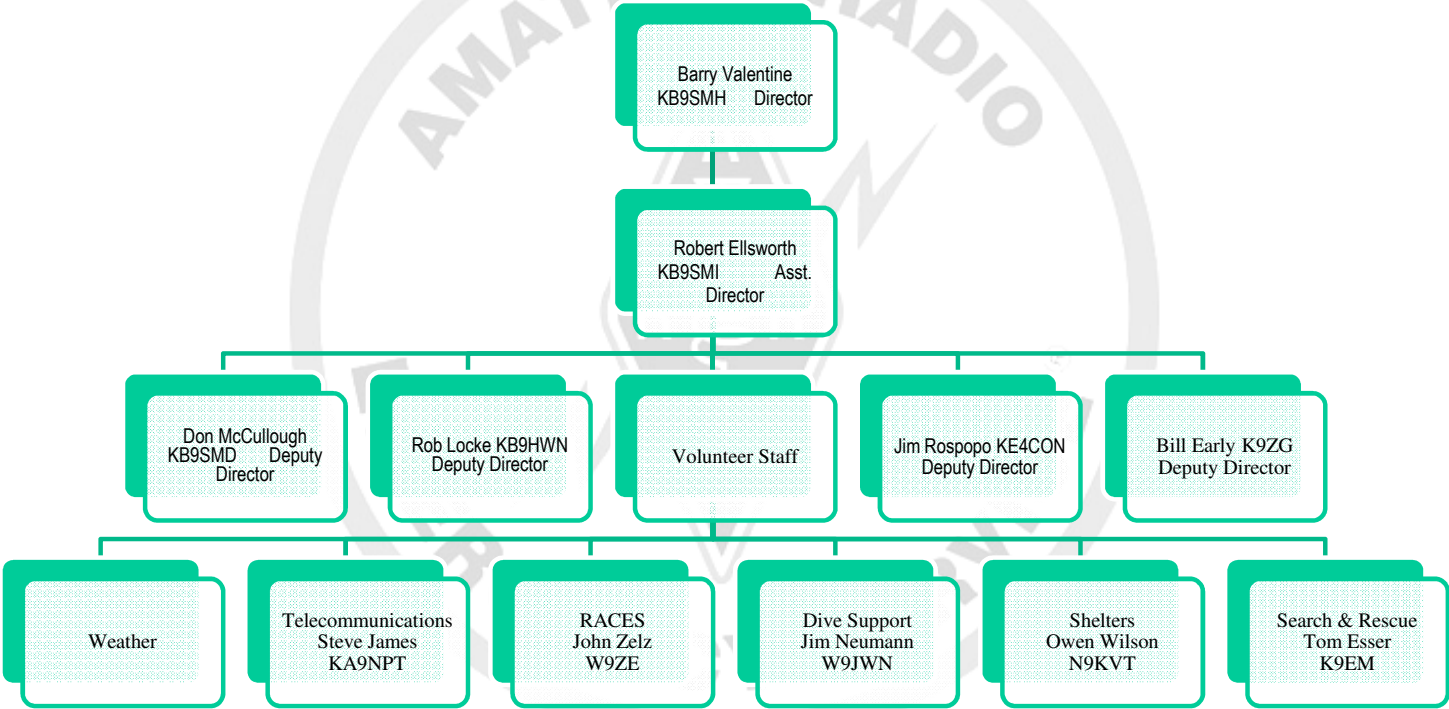 AMATEUR RADIO
Barry Valentine
KB9SMH Director
Robert Ellsworth
KB9SMI Asst.
Director
Don McCullough
KB9SMD Deputy
Director
Rob Locke KB9HWN
Deputy Director
Volunteer Staff
Jim Rospopo KE4CON
Deputy Director
Bill Early K9ZG
Deputy Director
Weather
Telecommunications
Steve James
KA9NPT
RACES
John Zelz
W9ZE
Dive Support
Jim Neumann
W9JWN
Shelters
Owen Wilson
N9KVT
Search & Rescue
Tom Esser
K9EM